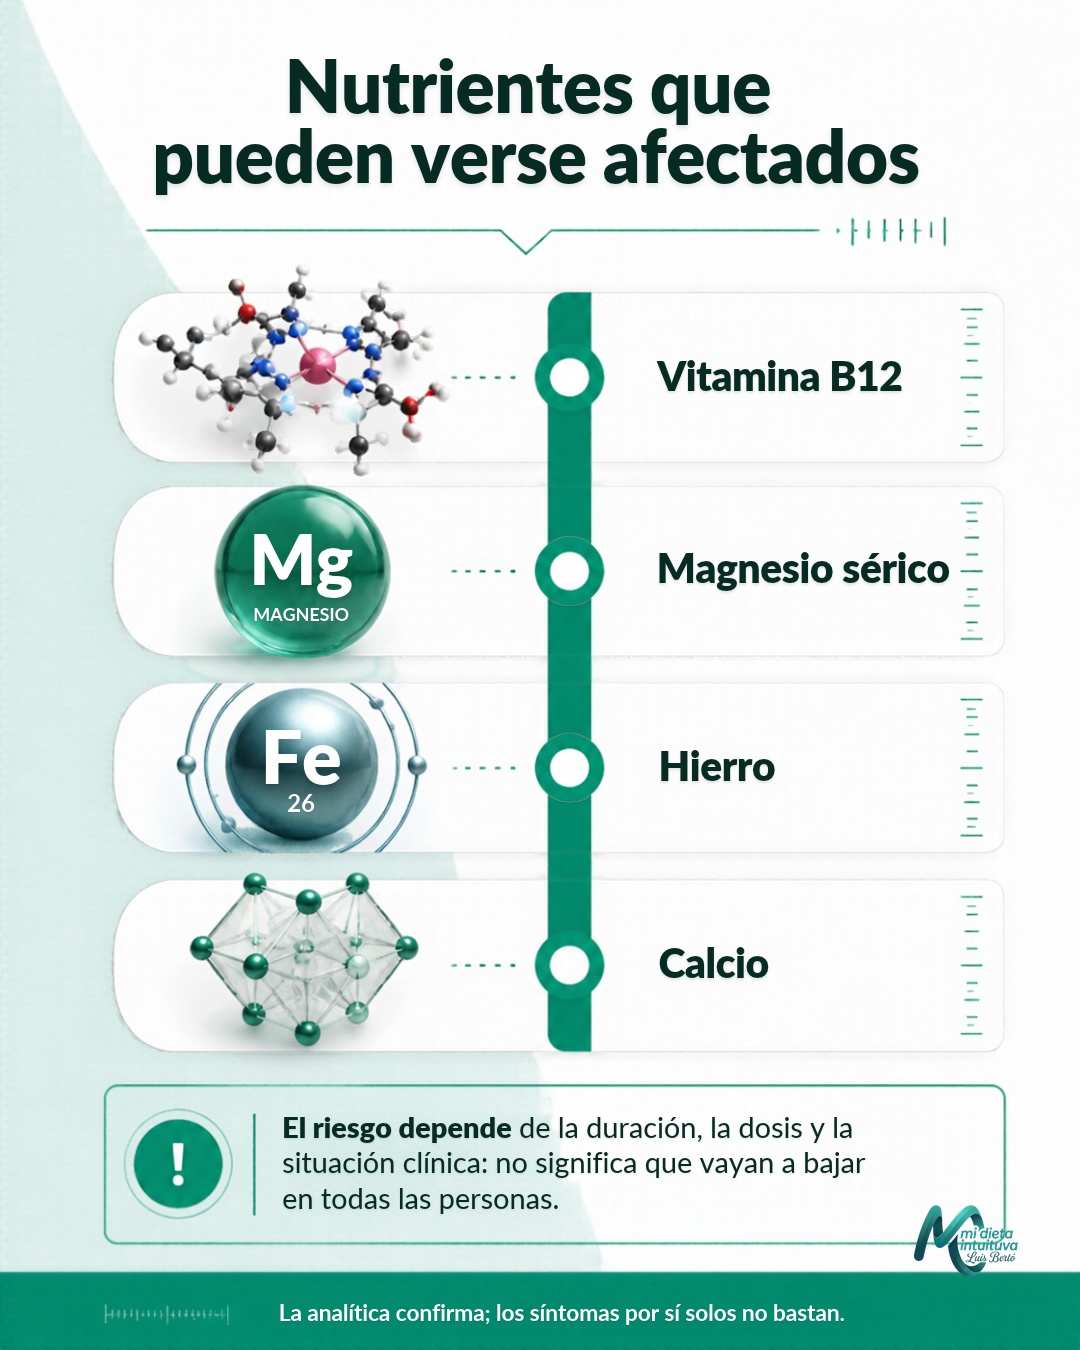 Nutrientes que
pueden verse afectados
Vitamina B12
Mg
MAGNESIO
Magnesio sérico
Fe
26
Hierro
Calcio
!
El riesgo depende de la duración, la dosis y la
situación clínica: no significa que vayan a bajar
en todas las personas.
mi dieta
intuituva
Luis Bertó
La analítica confirma; los síntomas por sí solos no bastan.